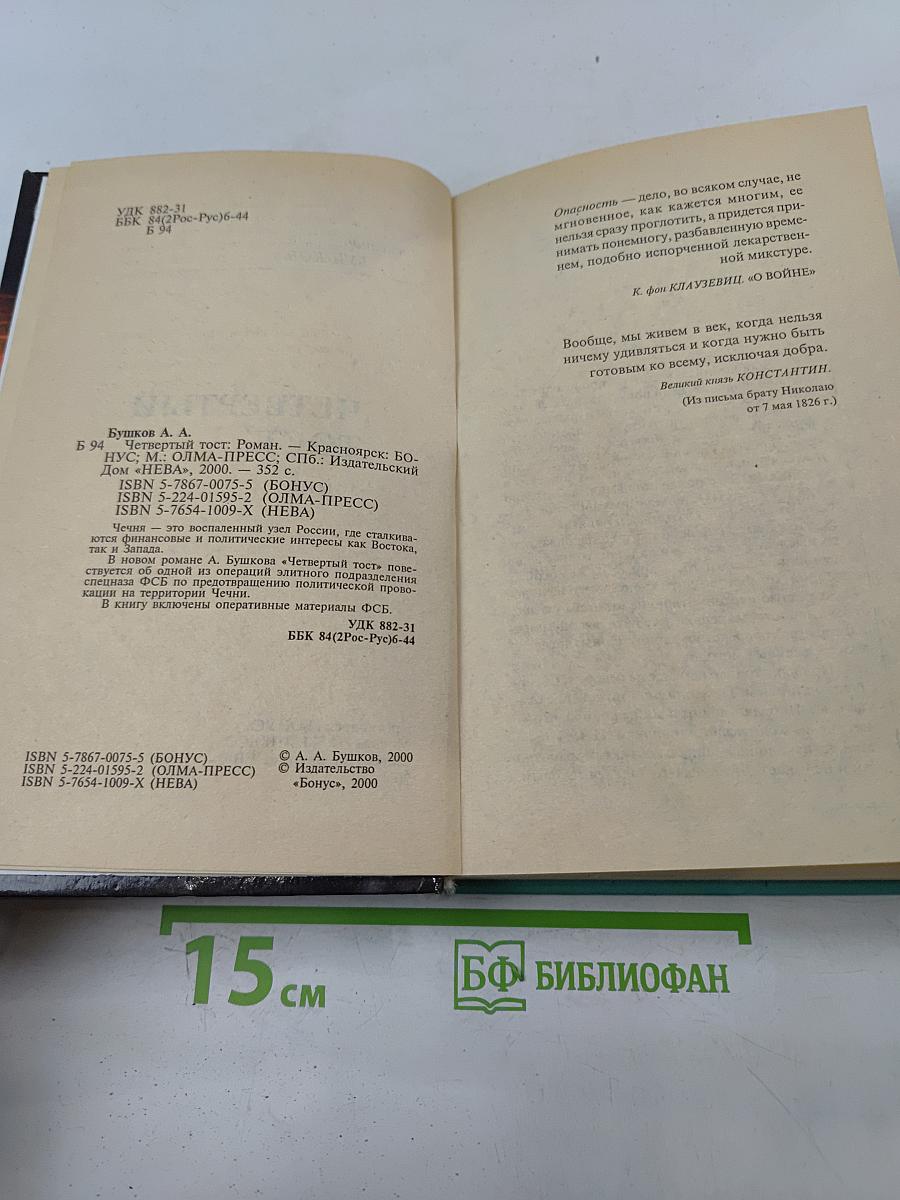 УДК 882-31
ББК 84(2Рос-Рус)6-44
Б 94
ЧЕТВЕРТЫЙ
Бушков А. А.
Б 94 Четвертый тост: Роман. — Красноярск: БО-
НУС; М.: ОЛМА-ПРЕСС; СПб.: Издательский
Дом «НЕВА», 2000. — 352 с.
ISBN 5-7867-0075-5 (БОНУС)
ISBN 5-224-01595-2 (ОЛМА-ПРЕСС)
ISBN 5-7654-1009-X (НЕВА)
Чечня — это воспаленный узел России, где сталкива-
ются финансовые и политические интересы как Востока,
так и Запада.
В новом романе А. Бушкова «Четвертый тост» пове-
ствуется об одной из операций элитного подразделения
спецназа ФСБ по предотвращению политической прово-
кации на территории Чечни.
В книгу включены оперативные материалы ФСБ.
УДК 882-31
ББК 84(2Рос-Рус)6-44
ISBN 5-7867-0075-5 (БОНУС)
ISBN 5-224-01595-2 (ОЛМА-ПРЕСС)
ISBN 5-7654-1009-X (НЕВА)
© А. А. Бушков, 2000
© Издательство
«Бонус», 2000
Опасность — дело, во всяком случае, не
мгновенное, как кажется многим, ее
нельзя сразу проглотить, а придется при-
нимать понемногу, разбавленную време-
нем, подобно испорченной лекарствен-
ной микстуре.
К. фон КЛАУЗЕВИЦ. «О ВОЙНЕ»
Вообще, мы живем в век, когда нельзя
ничему удивляться и когда нужно быть
готовым ко всему, исключая добра.
Великий князь КОНСТАНТИН.
(Из письма брату Николаю
от 7 мая 1826 г.)
15 см
БФ БИБЛИОФАН